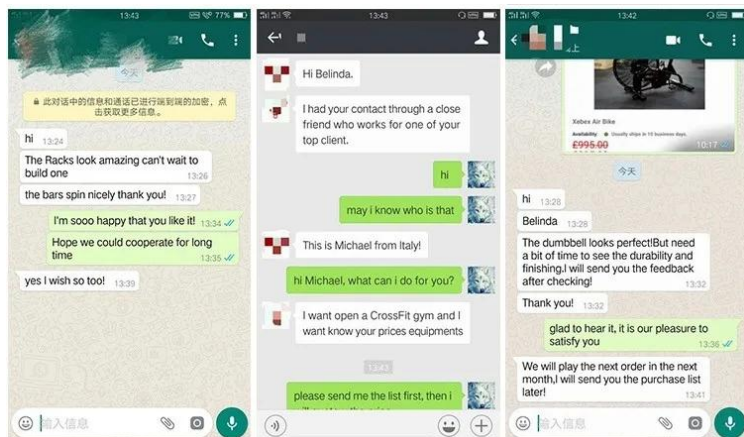 13:43
77%
今天
此对话中的信息和通话已进行端到端的加密，点
击获取更多信息。
hi 13:24
The Racks look amazing can't wait to
build one 13:26
the bars spin nicely thank you! 13:27
I'm sooo happy that you like it! 13:34
Hope we could cooperate for long
time 13:35
yes I wish so too! 13:39
输入信息
13:43
Hi Belinda.
I had your contact through a close
friend who works for one of your
top client.
hi
may i know who is that
This is Michael from Italy!
hi Michael, what can i do for you?
I want open a CrossFit gym and I
want know your prices equipments
13:43
please send me the list first, then i
13:42
上
Xebex Air Bike
Availability Usually ships in 10 business days.
£995.00 10:17
今天
hi 13:28
Belinda 13:28
The dumbbell looks perfect!But need
a bit of time to see the durability and
finishing.I will send you the feedback
after checking! 13:32
Thank you! 13:32
glad to hear it, it is our pleasure to
satisfy you 13:36
We will play the next order in the next
month,I will send you the purchase list
later! 13:41
输入信息